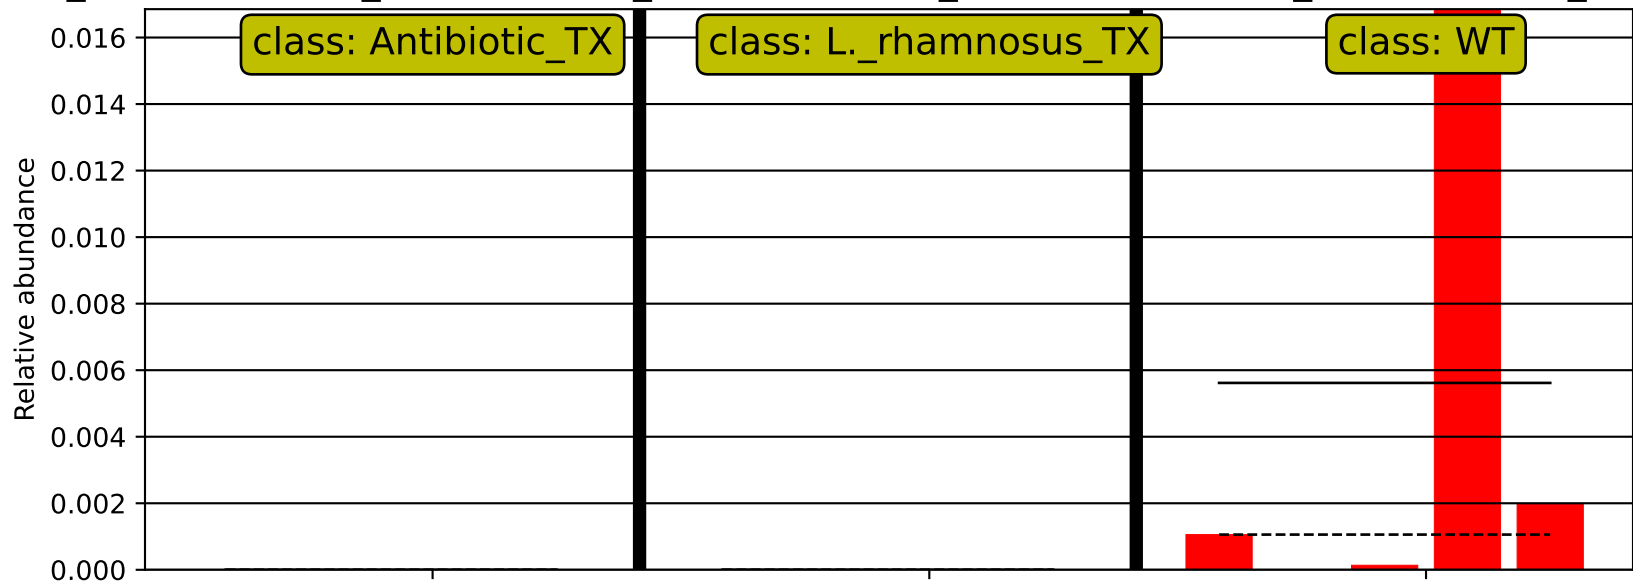 class: Antibiotic_TX
class: L._rhamnosus_TX
class: WT
0.016
0.014
0.012
0.010
0.008
0.006
0.004
0.002
0.000
Relative abundance